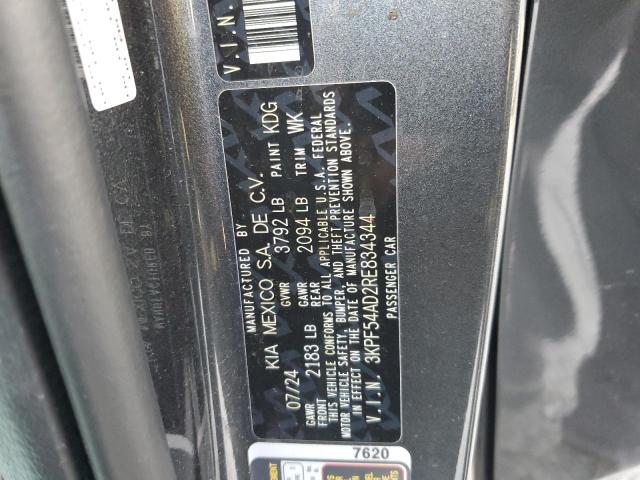 V.I.N.
MANUFACTURED BY
KIA MEXICO S.A. DE C.V.
07/24 GVWR 3792 LB PAINT KDG
GAWR FRONT 2183 LB GAWR REAR 2094 LB TRIM WK
THIS VEHICLE CONFORMS TO ALL APPLICABLE U.S.A. FEDERAL
MOTOR VEHICLE SAFETY, BUMPER, AND THEFT PREVENTION STANDARDS
IN EFFECT ON THE DATE OF MANUFACTURE SHOWN ABOVE.
V.I.N. 3KPF54AD2RE834344
PASSENGER CAR
7620